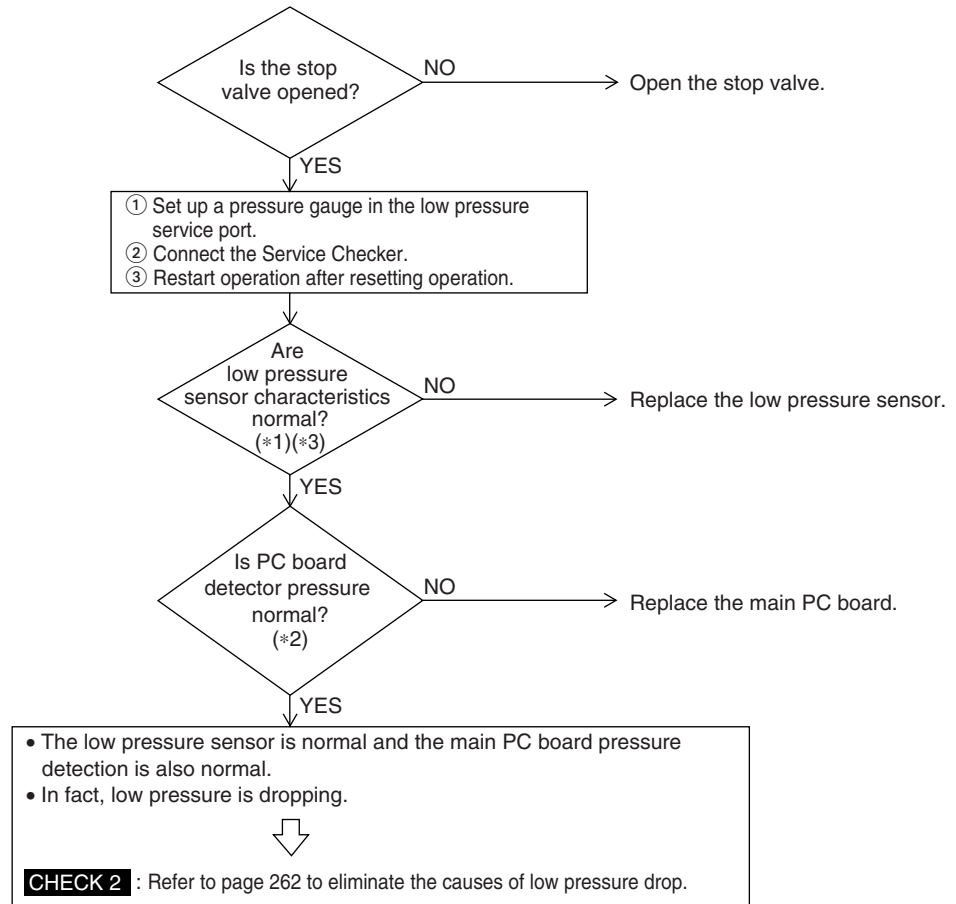 Is the stop
valve opened?
NO
Open the stop valve.
YES
① Set up a pressure gauge in the low pressure
service port.
② Connect the Service Checker.
③ Restart operation after resetting operation.
Are
low pressure
sensor characteristics
normal?
(*1)(*3)
NO
Replace the low pressure sensor.
YES
Is PC board
detector pressure
normal?
(*2)
NO
Replace the main PC board.
YES
• The low pressure sensor is normal and the main PC board pressure
detection is also normal.
• In fact, low pressure is dropping.
CHECK 2 : Refer to page 262 to eliminate the causes of low pressure drop.